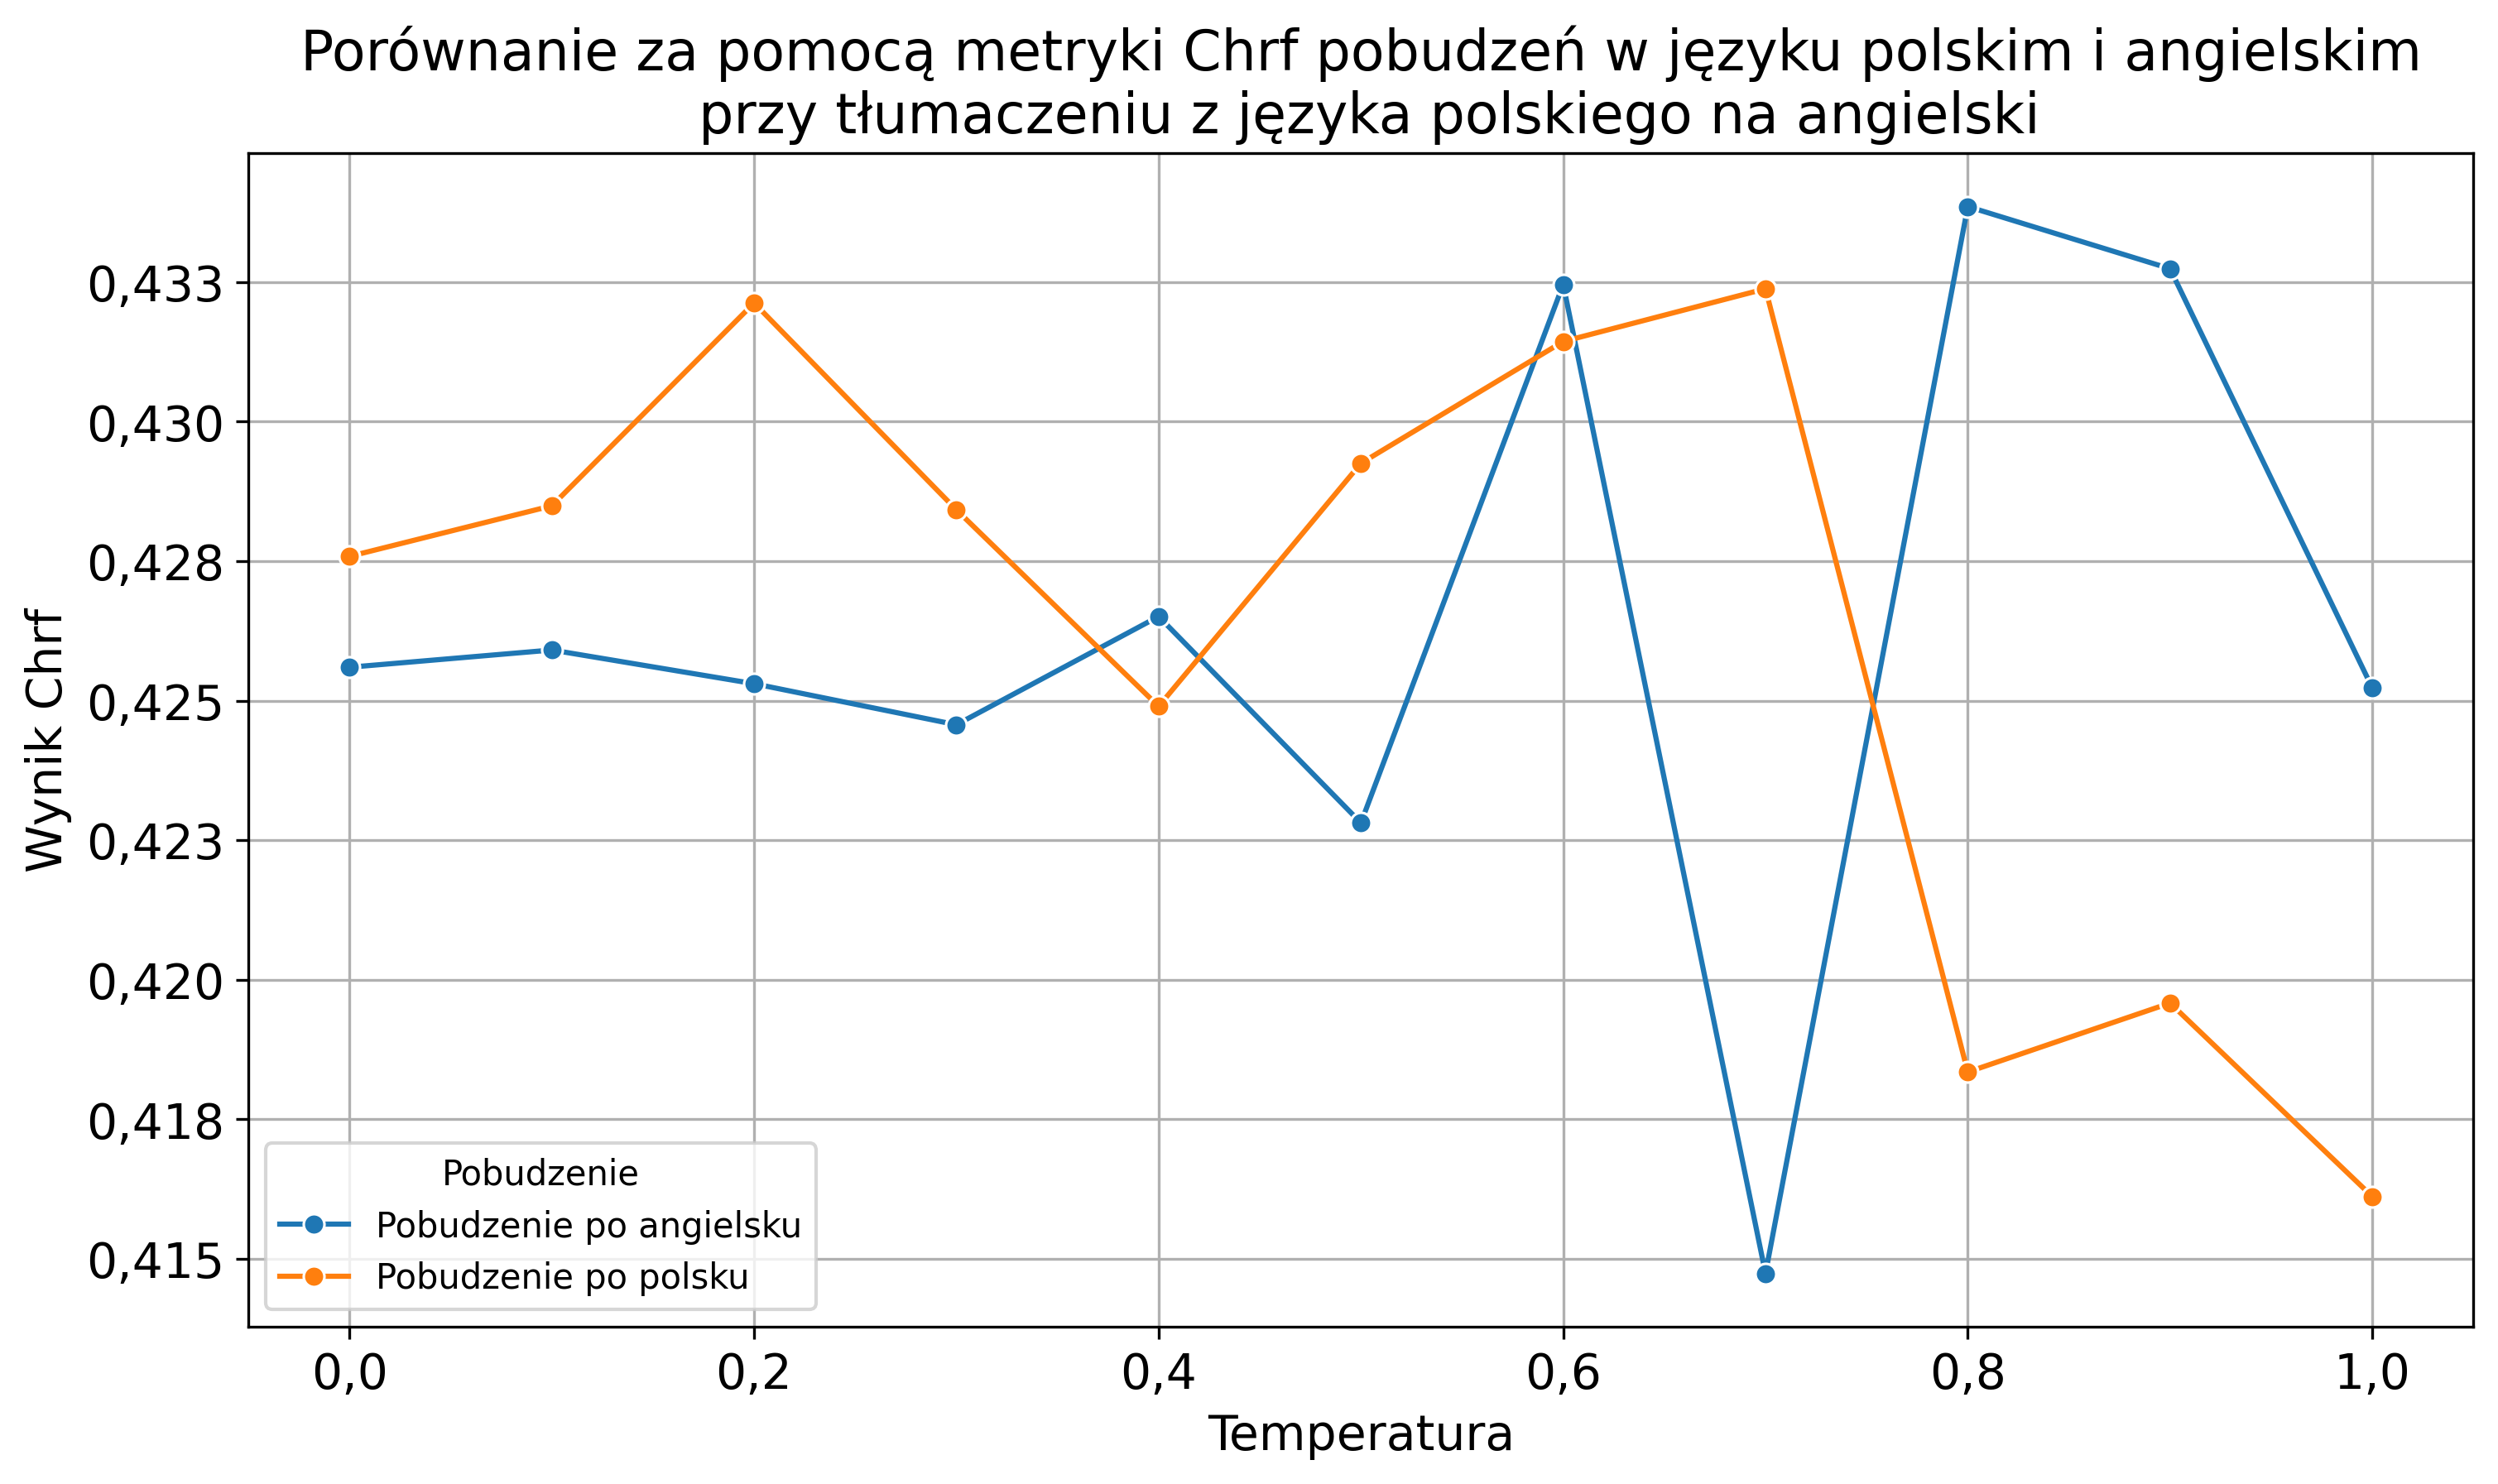 Porównanie za pomocą metryki Chrf pobudzeń w języku polskim i angielskim
przy tłumaczeniu z języka polskiego na angielski
Wynik Chrf
0,433
0,430
0,428
0,425
0,423
0,420
0,418
0,415
Pobudzenie
Pobudzenie po angielsku
Pobudzenie po polsku
0,0 0,2 0,4 0,6 0,8 1,0
Temperatura